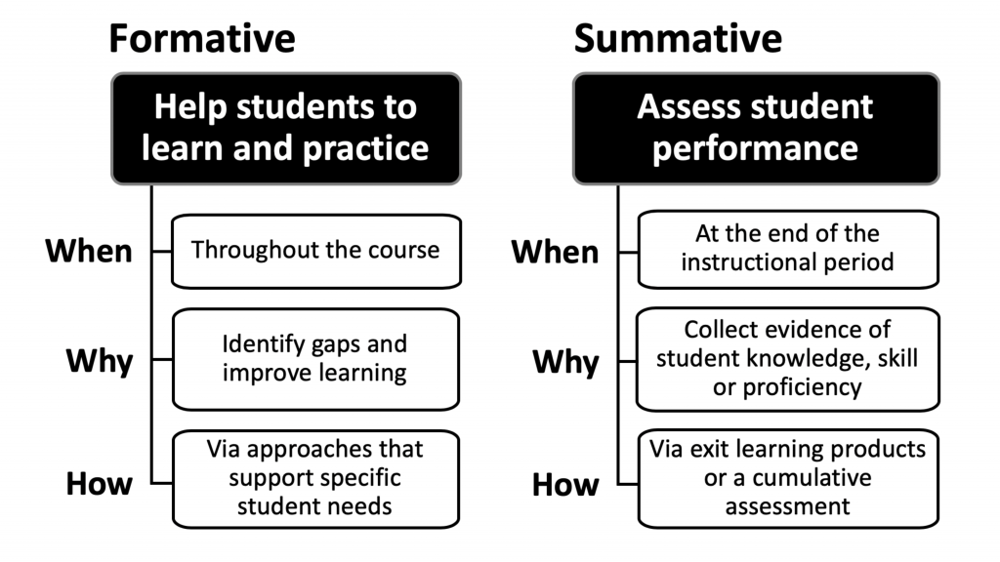 Formative
Help students to
learn and practice
When
Throughout the course
Why
Identify gaps and
improve learning
How
Via approaches that
support specific
student needs
Summative
Assess student
performance
When
At the end of the
instructional period
Why
Collect evidence of
student knowledge, skill
or proficiency
How
Via exit learning products
or a cumulative
assessment